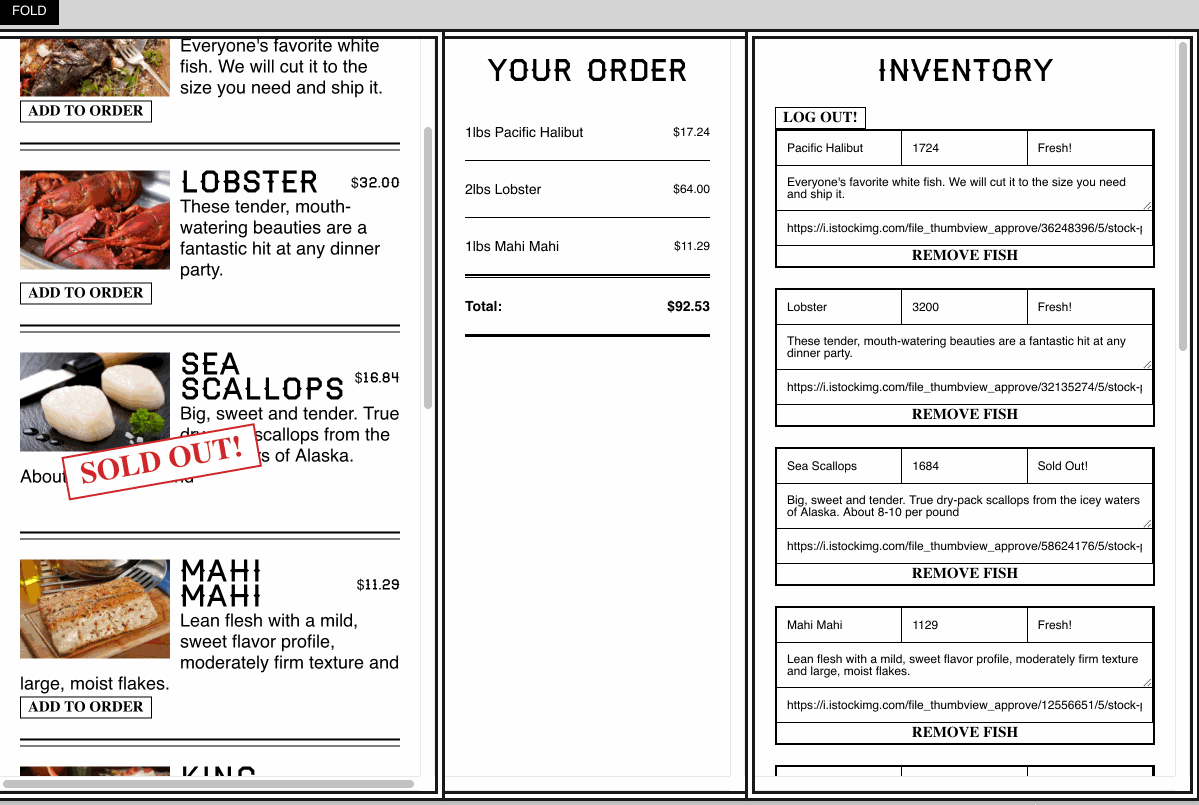 FOLD
Everyone's favorite white
fish. We will cut it to the
size you need and ship it.
ADD TO ORDER
LOBSTER $32.00
These tender, mouth-
watering beauties are a
fantastic hit at any dinner
party.
ADD TO ORDER
SEA
SCALLOPS $16.84
Big, sweet and tender. True
scallops from the
of Alaska.
About
SOLD OUT!
MAHI
MAHI $11.29
Lean flesh with a mild,
sweet flavor profile,
moderately firm texture and
large, moist flakes.
ADD TO ORDER
KING
YOUR ORDER
1lbs Pacific Halibut $17.24
2lbs Lobster $64.00
1lbs Mahi Mahi $11.29
Total: $92.53
INVENTORY
LOG OUT!
Pacific Halibut 1724 Fresh!
Everyone's favorite white fish. We will cut it to the size you need
and ship it.
https://i.istockimg.com/file_thumbview_approve/36248396/5/stock-p
REMOVE FISH
Lobster 3200 Fresh!
These tender, mouth-watering beauties are a fantastic hit at any
dinner party.
https://i.istockimg.com/file_thumbview_approve/32135274/5/stock-p
REMOVE FISH
Sea Scallops 1684 Sold Out!
Big, sweet and tender. True dry-pack scallops from the icey waters
of Alaska. About 8-10 per pound
https://i.istockimg.com/file_thumbview_approve/58624176/5/stock-p
REMOVE FISH
Mahi Mahi 1129 Fresh!
Lean flesh with a mild, sweet flavor profile, moderately firm texture
and large, moist flakes.
https://i.istockimg.com/file_thumbview_approve/12556651/5/stock-p
REMOVE FISH